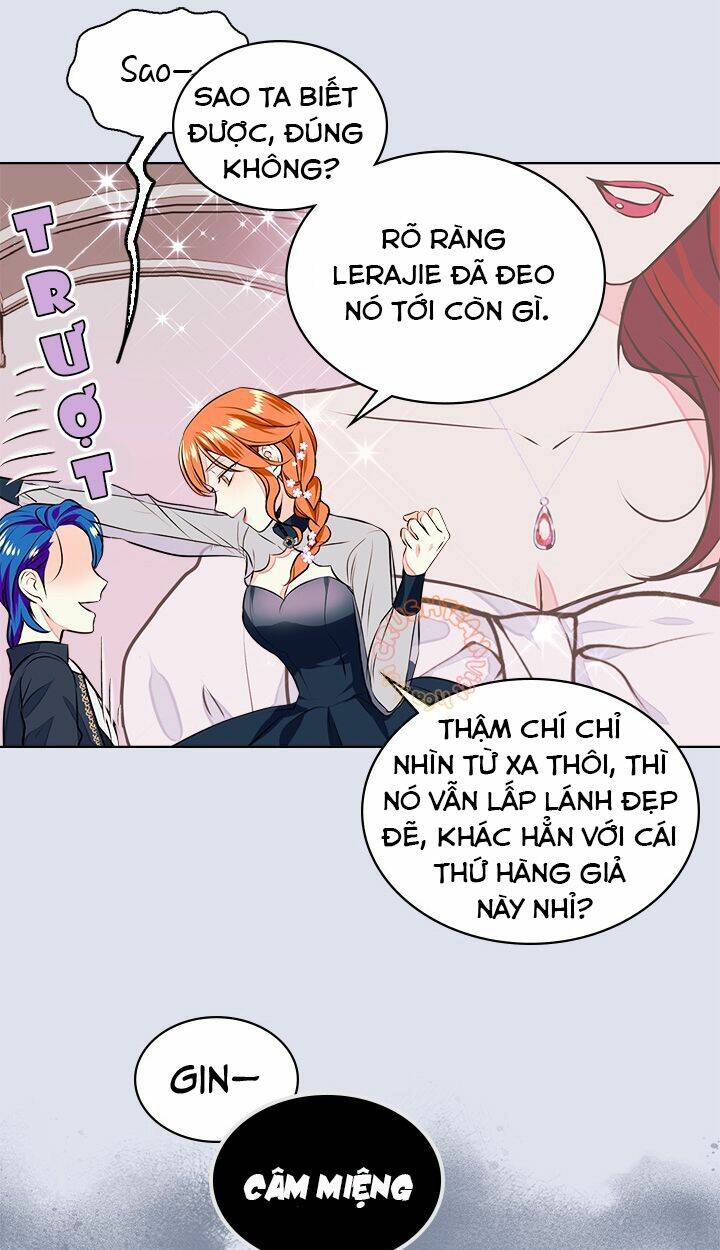 Sao-
SAO TA BIẾT
ĐƯỢC, ĐÚNG
KHÔNG?
RÕ RÀNG
LERAJIE ĐÃ ĐEO
NÓ TỚI CÒN GÌ.
TRƯỢT
THẬM CHÍ CHỈ
NHÌN TỪ XA THÔI, THÌ
NÓ VẪN LẤP LÁNH ĐẸP
ĐẼ, KHÁC HẲN VỚI CÁI
THỨ HÀNG GIẢ
NÀY NHỈ?
GIN-
CÂM MIỆNG